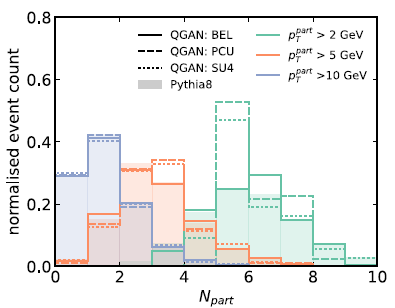 normalised event count
0.8
0.6
0.4
0.2
0.0
QGAN: BEL
QGAN: PCU
QGAN: SU4
Pythia8
p_T^part > 2 GeV
p_T^part > 5 GeV
p_T^part >10 GeV
0 2 4 6 8 10
N_part